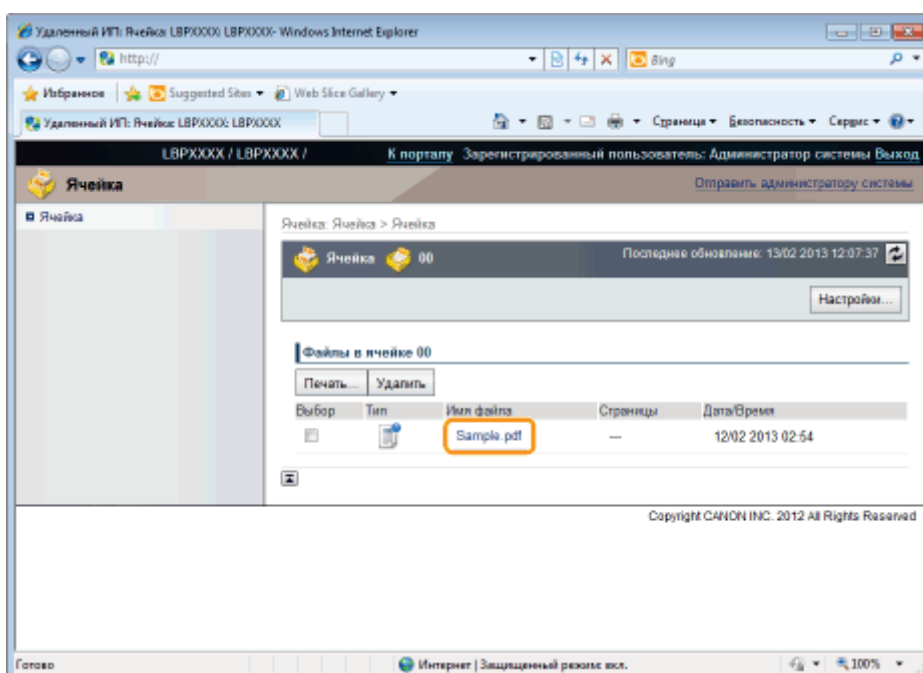 Удаленный ИП: Ячейка: LBPXXXX: LBPXXXX- Windows Internet Explorer
http://
Bing
Избранное Suggested Sites Web Slice Gallery
Удаленный ИП: Ячейка: LBPXXXX: LBPXXXX
Страница Безопасность Сервис
LBPXXXX / LBPXXXX / К порталу Зарегистрированный пользователь: Администратор системы Выход
Ячейка Отправить администратору системы
Ячейка
Ячейка: Ячейка > Ячейка
Ячейка 00 Последнее обновление: 13/02 2013 12:07:37
Настройки...
Файлы в ячейке 00
Печать... Удалить
Выбор Тип Имя файла Страницы Дата/Время
Sample.pdf --- 12/02 2013 02:54
Copyright CANON INC. 2012 All Rights Reserved
Готово Интернет | Защищенный режим: вкл. 100%